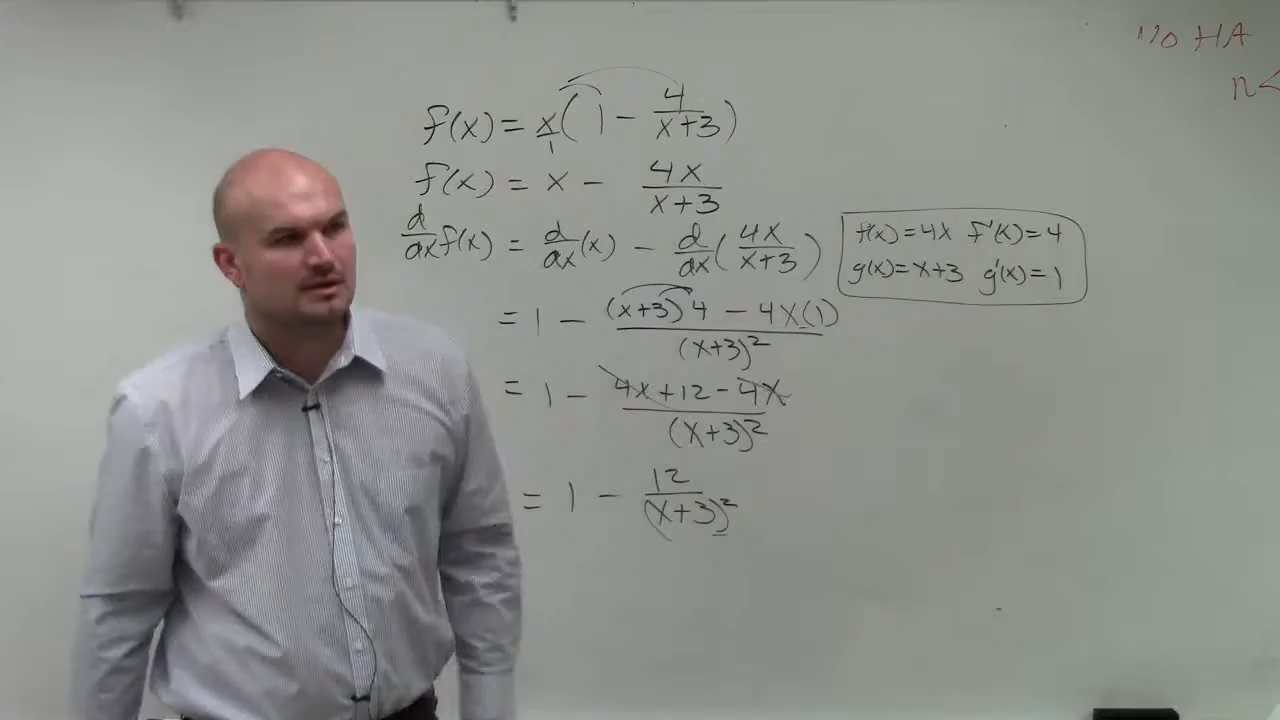 f(x) = x/1 (1 - 4/(x+3))
f(x) = x - 4x/(x+3)
d/dx f(x) = d/dx (x) - d/dx (4x/(x+3))
f(x) = 4x f'(x) = 4
g(x) = x+3 g'(x) = 1
= 1 - ((x+3)4 - 4x(1))/(x+3)²
= 1 - (4x + 12 - 4x)/(x+3)²
= 1 - 12/(x+3)²
HA
n<